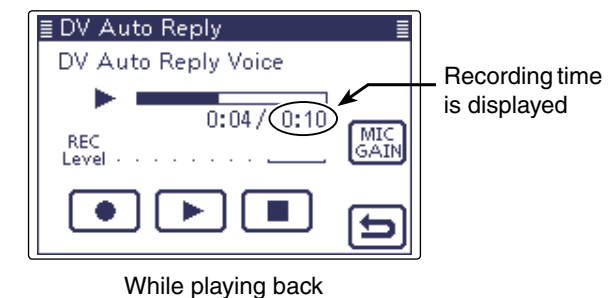 DV Auto Reply
DV Auto Reply Voice
0:04 / 0:10
REC
Level
MIC
GAIN
Recording time
is displayed
While playing back